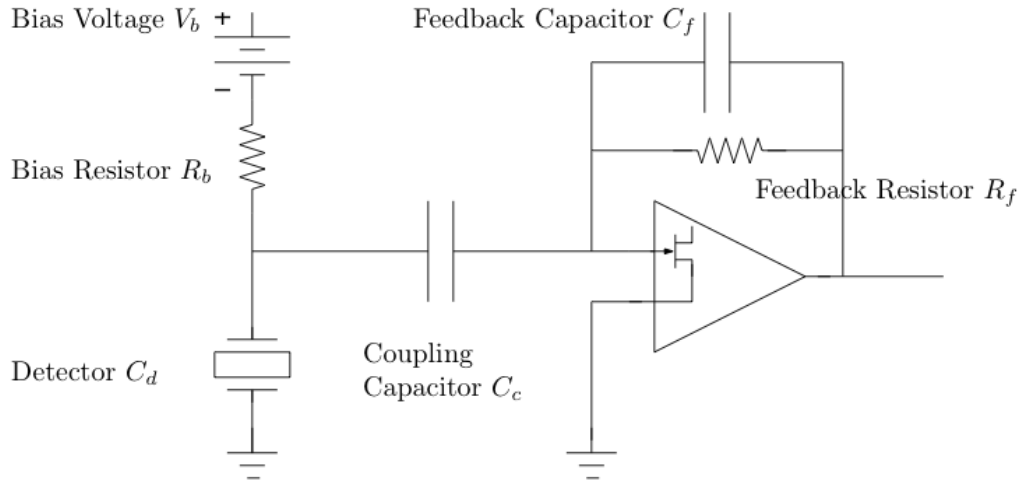 Bias Voltage V_b +
Feedback Capacitor C_f
−
Bias Resistor R_b
Feedback Resistor R_f
Coupling
Capacitor C_c
Detector C_d